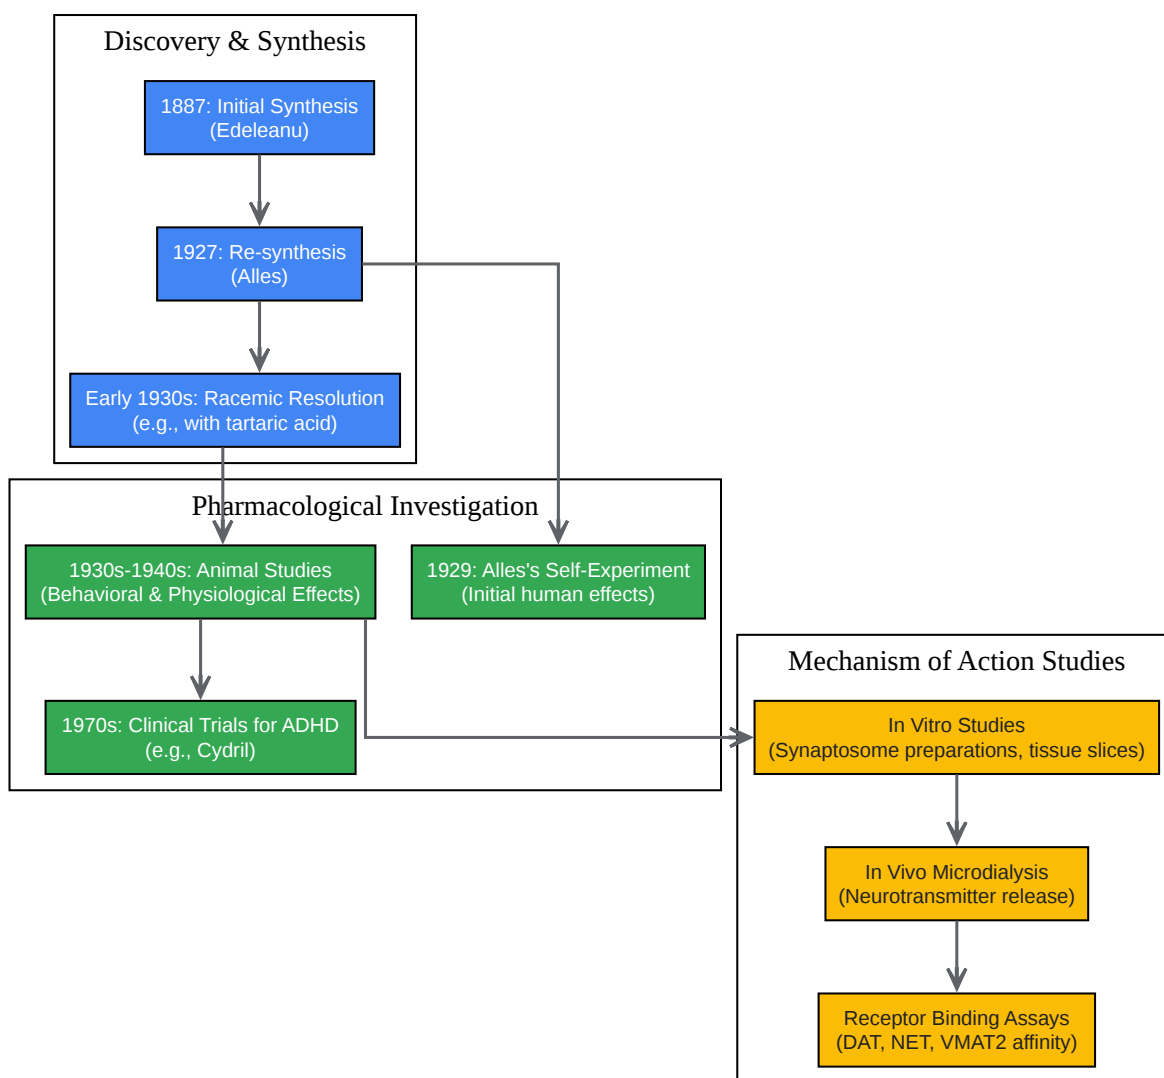 Discovery & Synthesis
1887: Initial Synthesis
(Edeleanu)
1927: Re-synthesis
(Alles)
Early 1930s: Racemic Resolution
(e.g., with tartaric acid)
Pharmacological Investigation
1930s-1940s: Animal Studies
(Behavioral & Physiological Effects)
1929: Alles's Self-Experiment
(Initial human effects)
1970s: Clinical Trials for ADHD
(e.g., Cydril)
Mechanism of Action Studies
In Vitro Studies
(Synaptosome preparations, tissue slices)
In Vivo Microdialysis
(Neurotransmitter release)
Receptor Binding Assays
(DAT, NET, VMAT2 affinity)